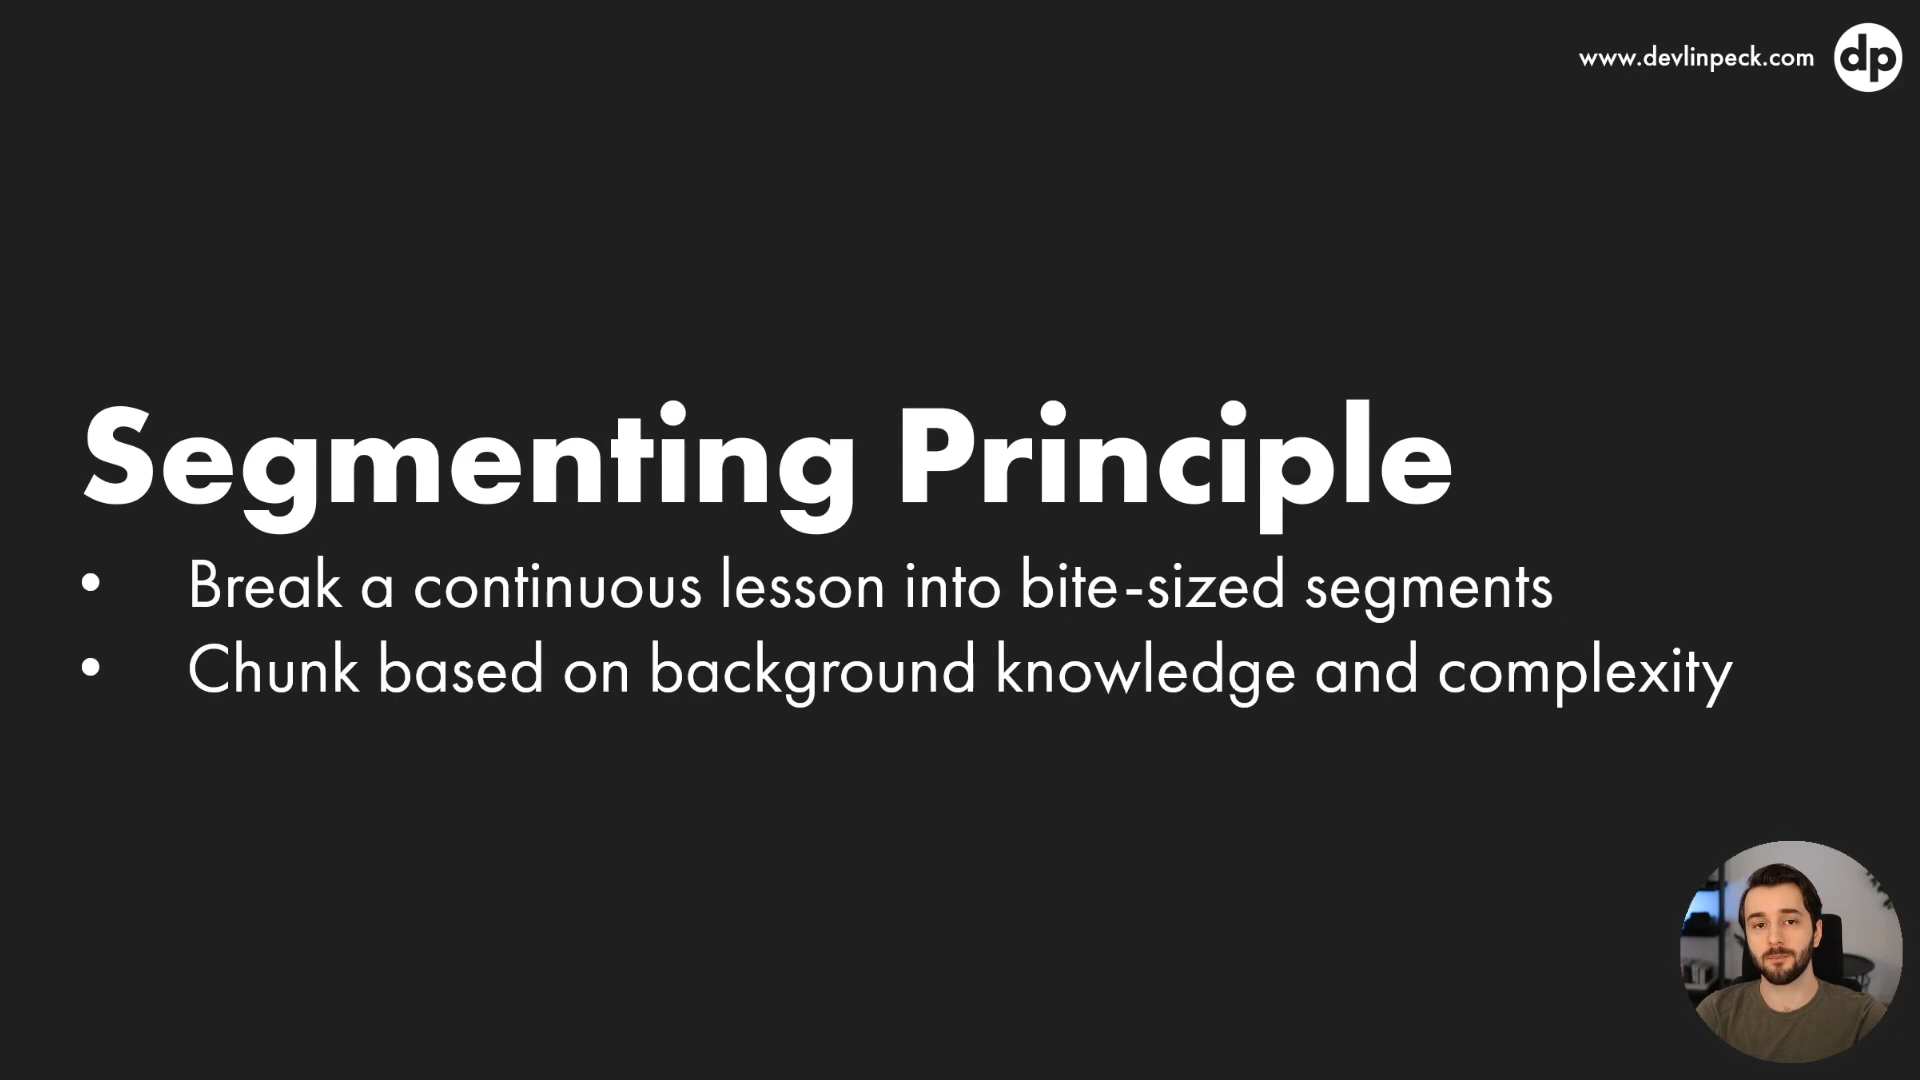 www.devlinpeck.com dp
Segmenting Principle
• Break a continuous lesson into bite-sized segments
• Chunk based on background knowledge and complexity